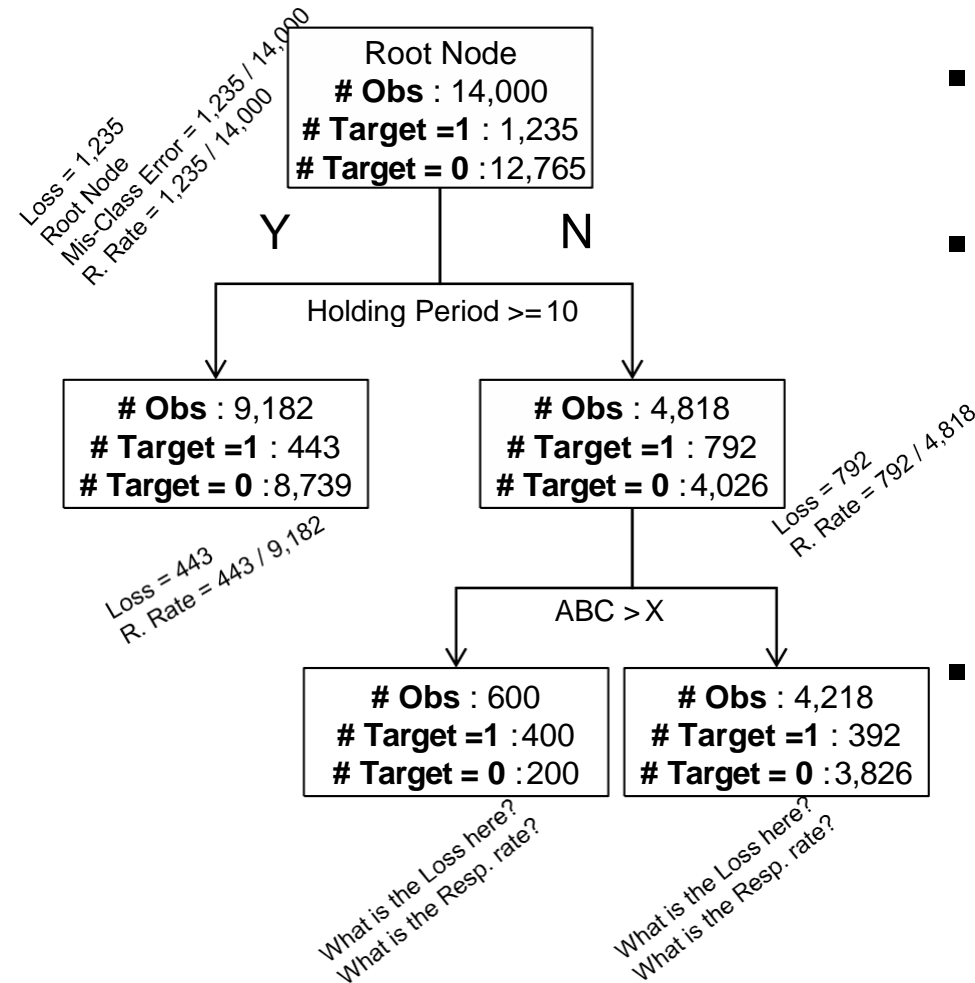 Root Node
# Obs : 14,000
# Target =1 : 1,235
# Target = 0 :12,765
Loss = 1,235
Root Node
Mis-Class Error = 1,235 / 14,000
R. Rate = 1,235 / 14,000
Y
N
Holding Period >= 10
# Obs : 9,182
# Target =1 : 443
# Target = 0 :8,739
# Obs : 4,818
# Target =1 : 792
# Target = 0 :4,026
Loss = 443
R. Rate = 443 / 9,182
Loss = 792
R. Rate = 792 / 4,818
ABC > X
# Obs : 600
# Target =1 :400
# Target = 0 :200
# Obs : 4,218
# Target =1 : 392
# Target = 0 :3,826
What is the Loss here?
What is the Resp. rate?
What is the Loss here?
What is the Resp. rate?